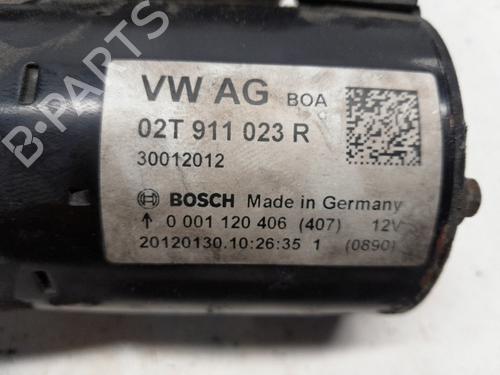 VW AG BOA
02T 911 023 R
30012012
BOSCH Made in Germany
↑ 0 001 120 406 (407) 12V
20120130.10:26:35 1 (0890)
B-PARTS